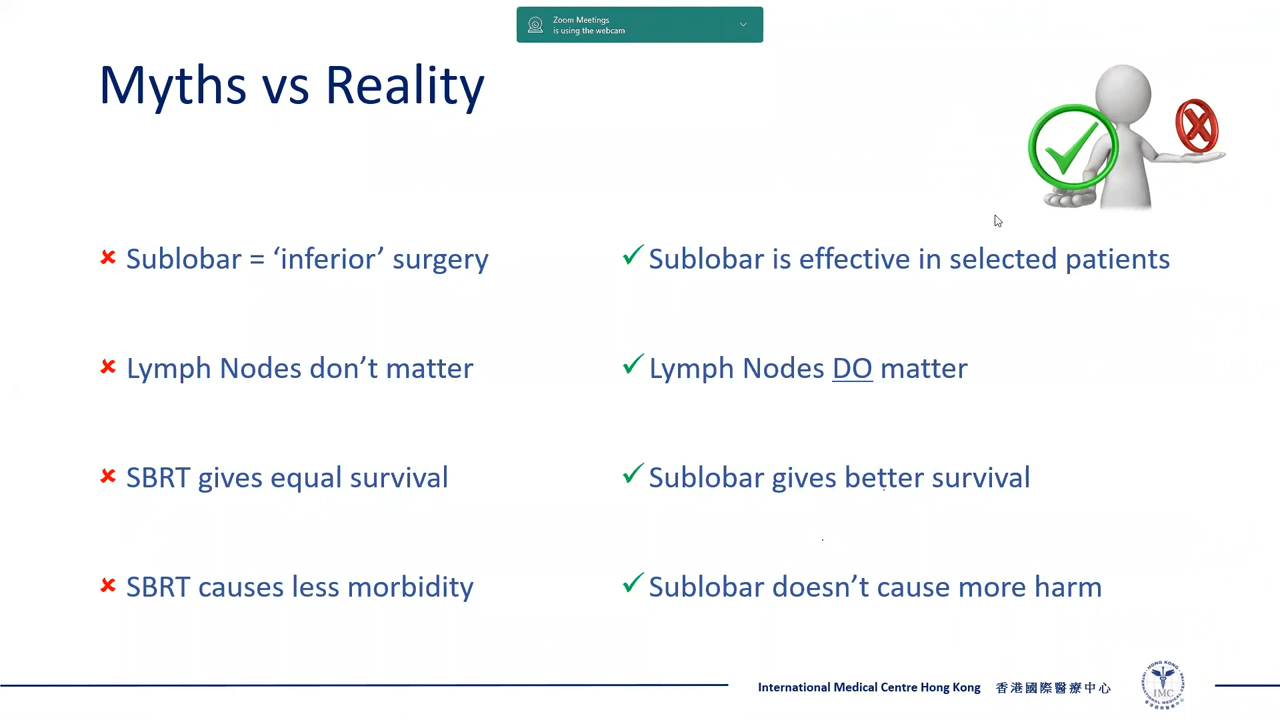 Zoom Meetings
is using the webcam
Myths vs Reality
✘ Sublobar = ‘inferior’ surgery
✓ Sublobar is effective in selected patients
✘ Lymph Nodes don’t matter
✓ Lymph Nodes DO matter
✘ SBRT gives equal survival
✓ Sublobar gives better survival
✘ SBRT causes less morbidity
✓ Sublobar doesn’t cause more harm
International Medical Centre Hong Kong 香港國際醫療中心
IMC